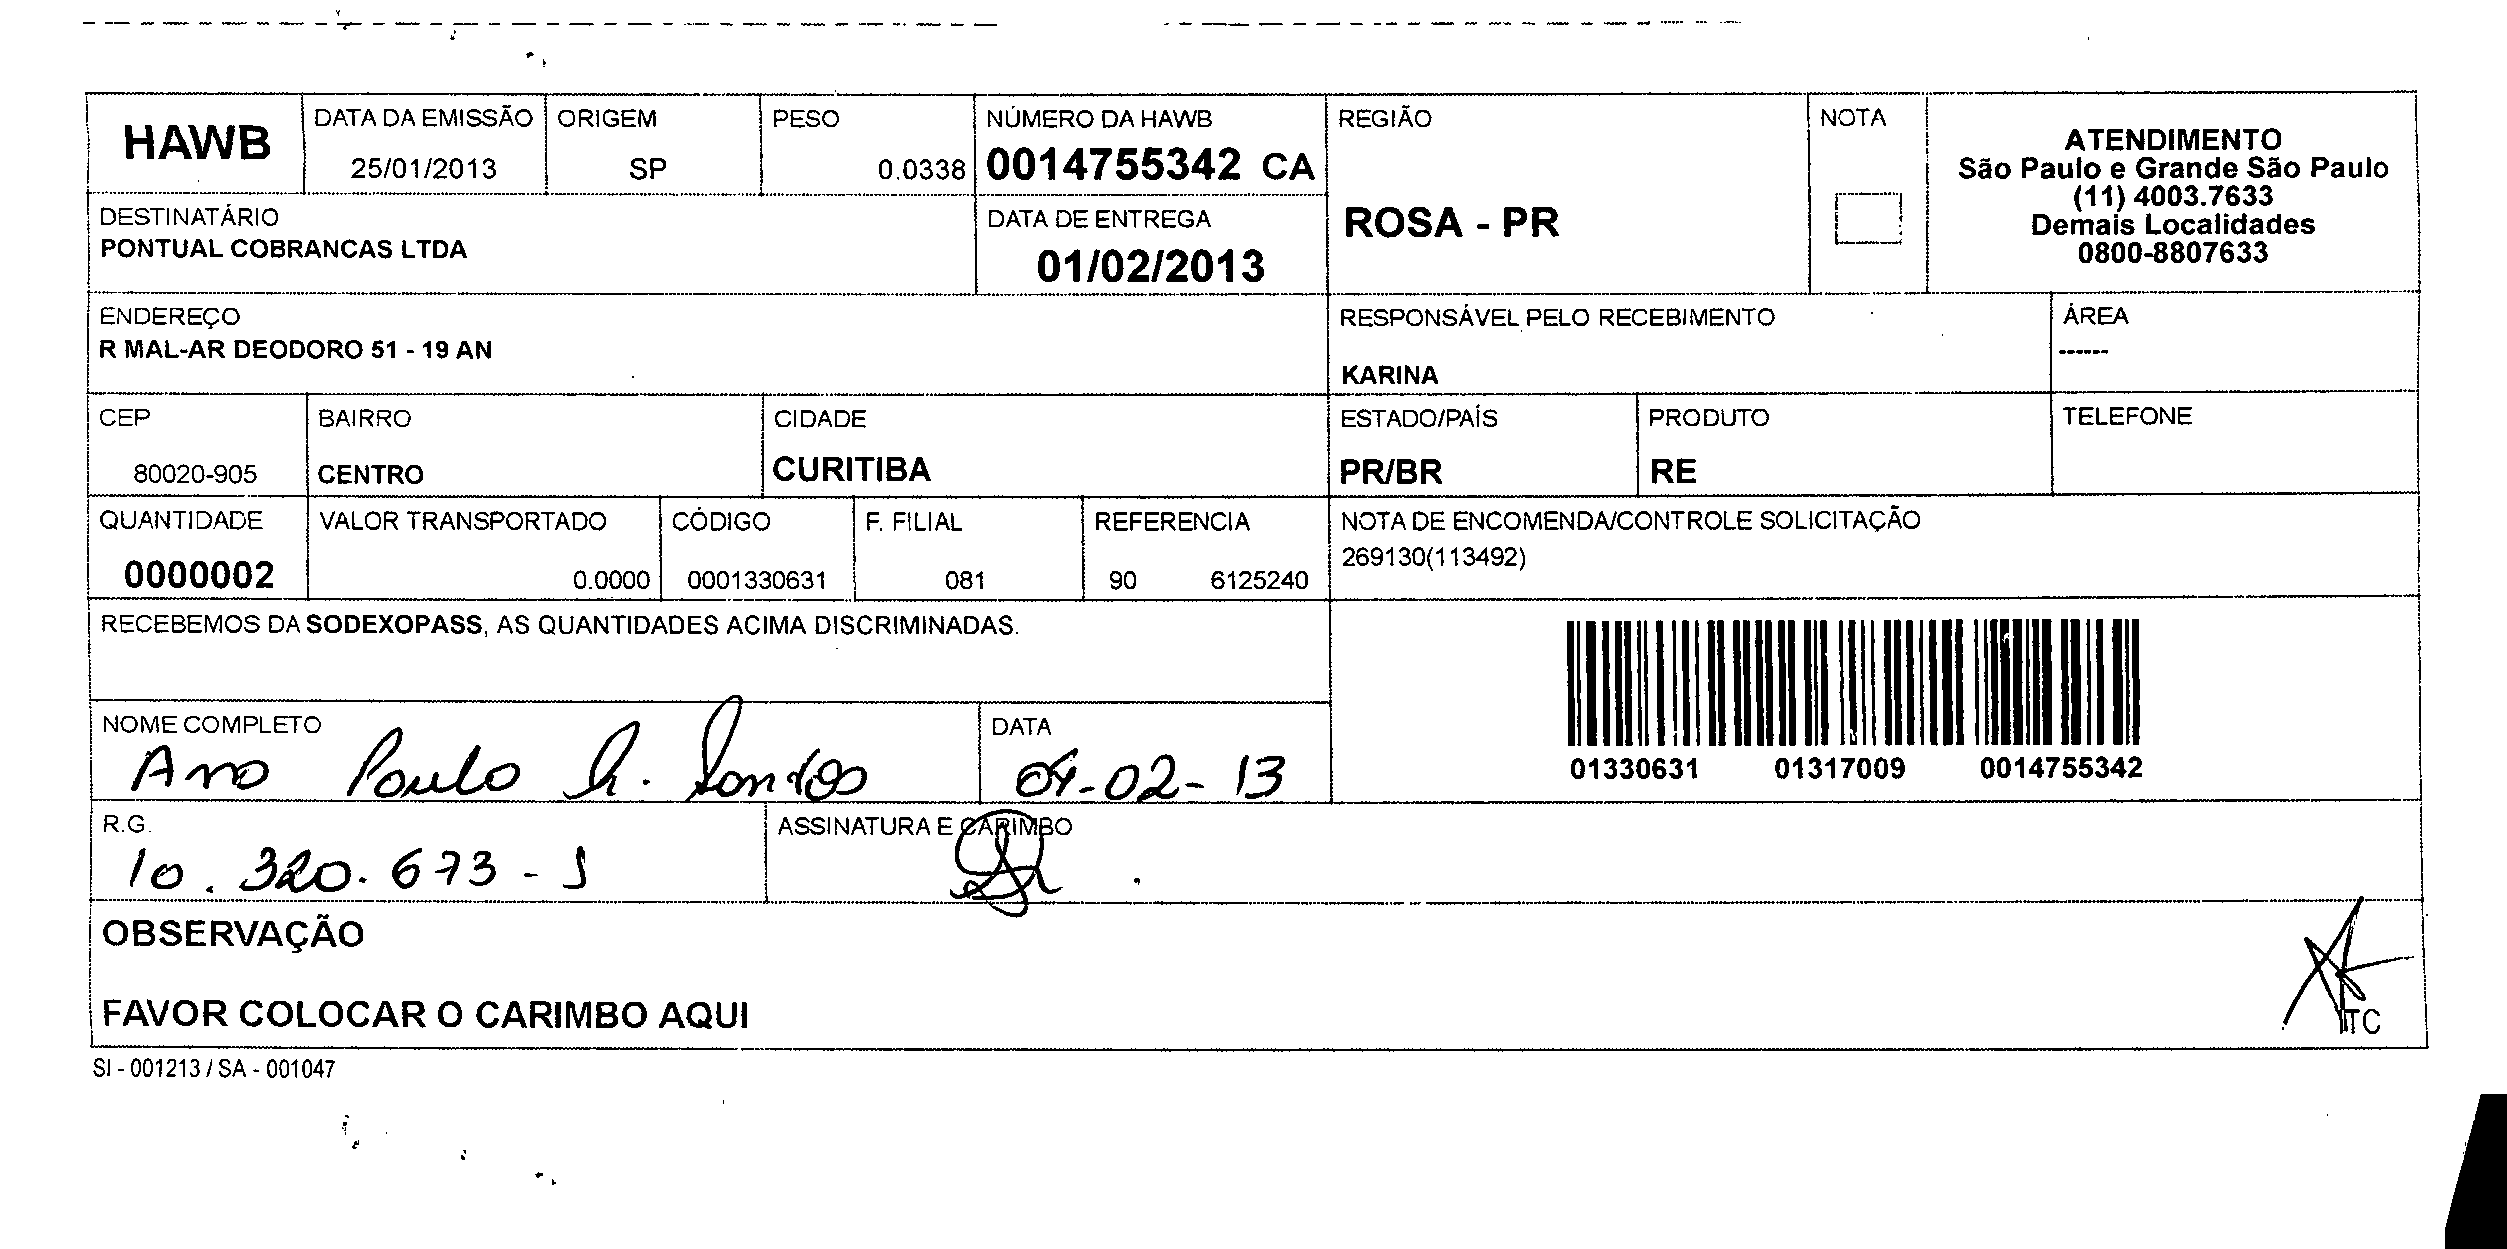 HAWB
DATA DA EMISSÃO
25/01/2013
ORIGEM
SP
PESO
0.0338
NÚMERO DA HAWB
0014755342 CA
REGIÃO
ROSA - PR
NOTA
ATENDIMENTO
São Paulo e Grande São Paulo
(11) 4003.7633
Demais Localidades
0800-8807633
DESTINATÁRIO
PONTUAL COBRANCAS LTDA
DATA DE ENTREGA
01/02/2013
ENDEREÇO
R MAL-AR DEODORO 51 - 19 AN
RESPONSÁVEL PELO RECEBIMENTO
KARINA
ÁREA
------
CEP
80020-905
BAIRRO
CENTRO
CIDADE
CURITIBA
ESTADO/PAÍS
PR/BR
PRODUTO
RE
TELEFONE
QUANTIDADE
0000002
VALOR TRANSPORTADO
0.0000
CÓDIGO
0001330631
F. FILIAL
081
REFERENCIA
90 6125240
NOTA DE ENCOMENDA/CONTROLE SOLICITAÇÃO
269130(113492)
RECEBEMOS DA SODEXOPASS, AS QUANTIDADES ACIMA DISCRIMINADAS.
01330631 01317009 0014755342
NOME COMPLETO
Ana Paula R. Santos
DATA
04-02-13
R.G.
10.320.673-
ASSINATURA E CARIMBO
OBSERVAÇÃO
FAVOR COLOCAR O CARIMBO AQUI
TC
SI - 001213 / SA - 001047